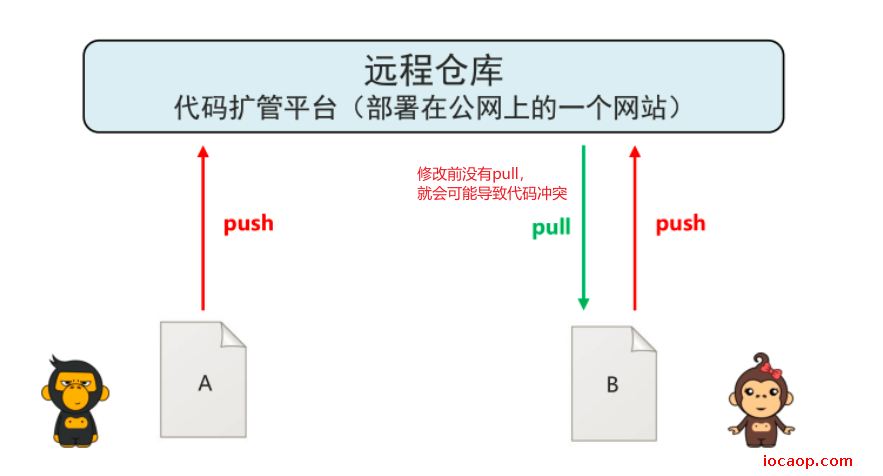 远程仓库
代码扩管平台（部署在公网上的一个网站）
修改前没有pull，
就会可能导致代码冲突
push
pull
push
A
B
iocaop.com